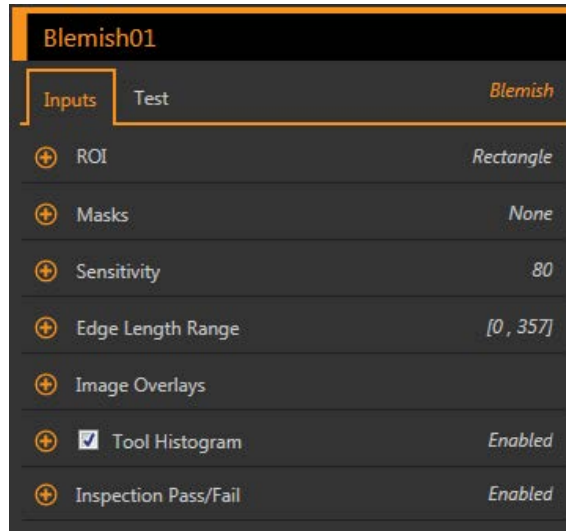 Blemish01
Inputs Test Blemish
ROI Rectangle
Masks None
Sensitivity 80
Edge Length Range [0 , 357]
Image Overlays
Tool Histogram Enabled
Inspection Pass/Fail Enabled